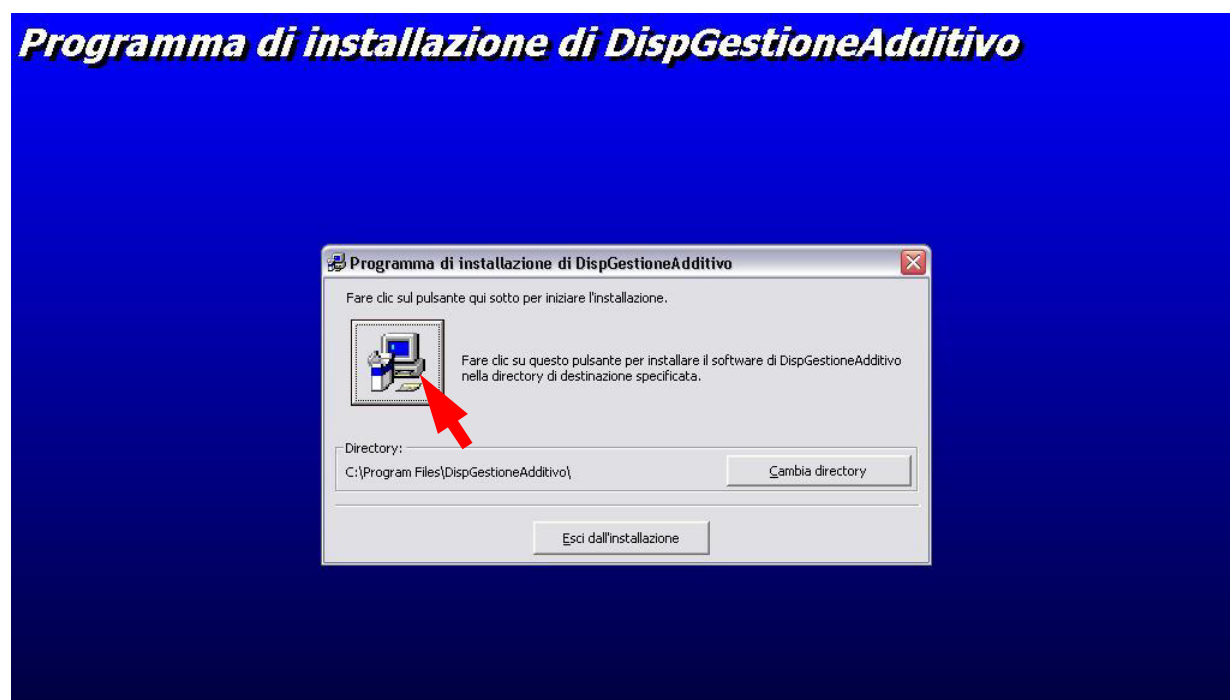 Programma di installazione di DispGestioneAdditivo
Programma di installazione di DispGestioneAdditivo
Fare clic sul pulsante qui sotto per iniziare l'installazione.
Fare clic su questo pulsante per installare il software di DispGestioneAdditivo
nella directory di destinazione specificata.
Directory:
C:\Program Files\DispGestioneAdditivo\
Cambia directory
Esci dall'installazione